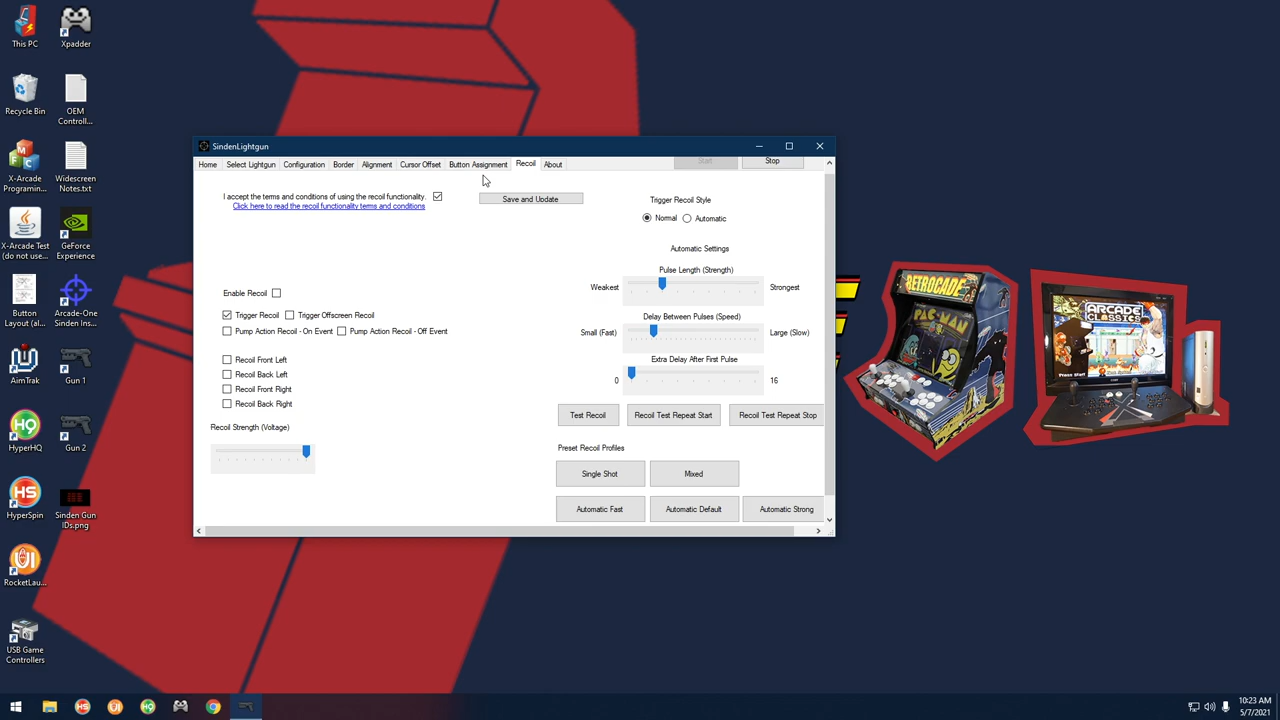 This PC
Xpadder
Recycle Bin
OEM
Controll...
X-Arcade
Programin...
Widescreen
Notes.txt
X-Arcade Test
(do not use...
GeForce
Experience
Button
Layout (al...
Arcade-One
Sinden Ins...
AimTrak
Gun 1
HyperHQ
Gun 2
HyperSpin
Sinden Gun
IDs.png
RocketLau...
USB Game
Controllers
SindenLightgun
Home Select Lightgun Configuration Border Alignment Cursor Offset Button Assignment Recoil About Start Stop
I accept the terms and conditions of using the recoil functionality.
Click here to read the recoil functionality terms and conditions
Save and Update
Trigger Recoil Style
Normal Automatic
Automatic Settings
Pulse Length (Strength)
Weakest Strongest
Enable Recoil
Delay Between Pulses (Speed)
Trigger Recoil Trigger Offscreen Recoil
Pump Action Recoil - On Event Pump Action Recoil - Off Event
Small (Fast) Large (Slow)
Extra Delay After First Pulse
0 16
Recoil Front Left
Recoil Back Left
Recoil Front Right
Recoil Back Right
Test Recoil Recoil Test Repeat Start Recoil Test Repeat Stop
Recoil Strength (Voltage)
Preset Recoil Profiles
Single Shot Mixed
Automatic Fast Automatic Default Automatic Strong
RETROCADE
PAC-MAN
ARCADE
CLASSICS
Press Start
10:23 AM
5/7/2021